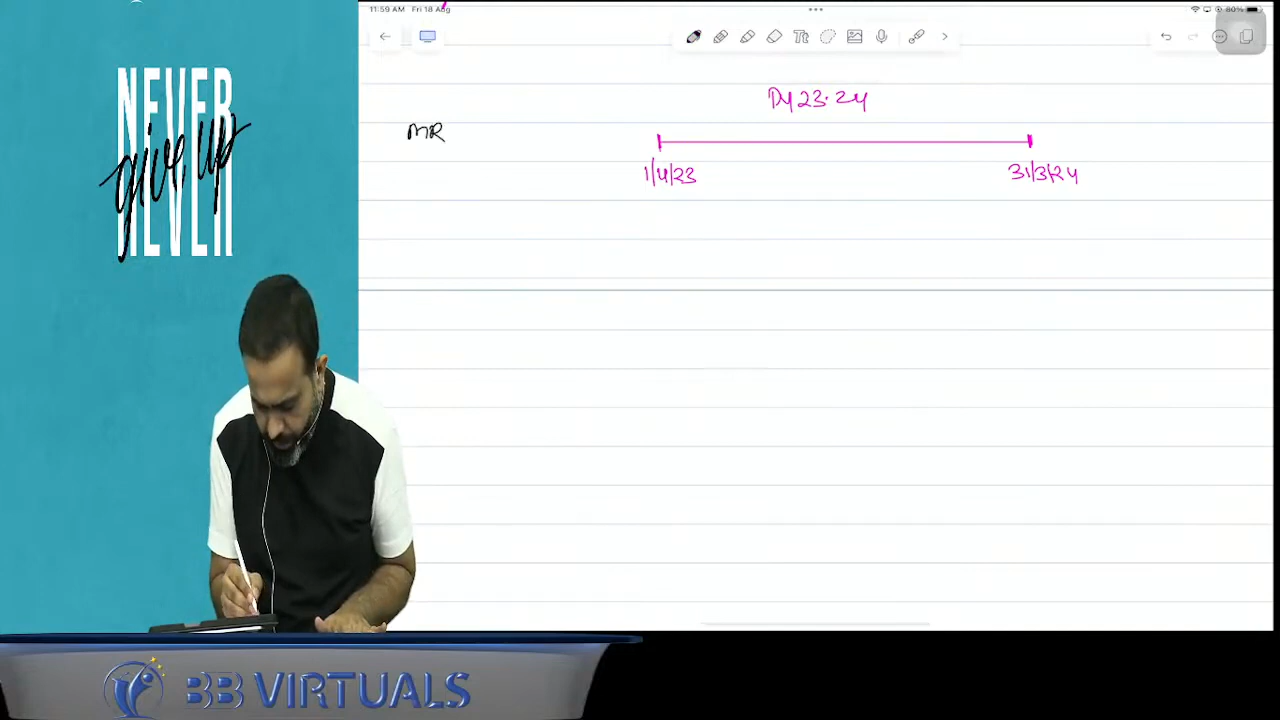 11:59 AM Fri 18 Aug
80%
NEVER
give up
NEVER
PY 23-24
MR
1/4/23
31/3/24
BB VIRTUALS